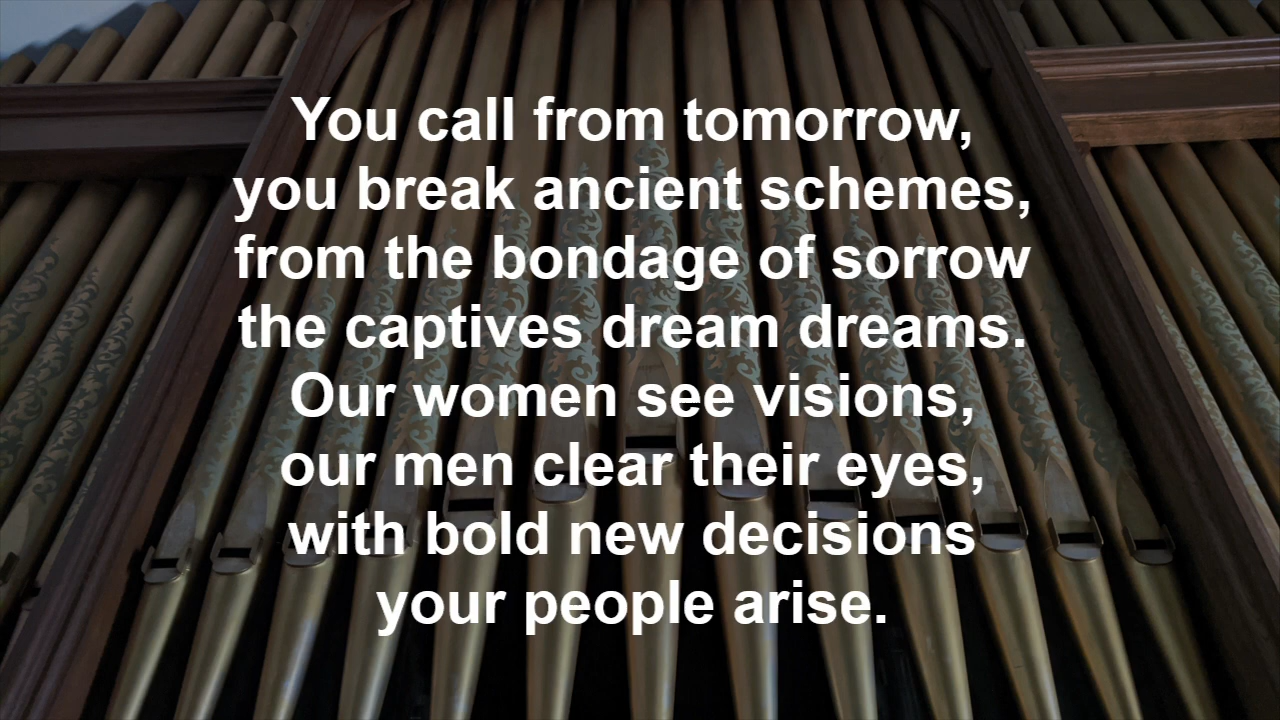 You call from tomorrow,
you break ancient schemes,
from the bondage of sorrow
the captives dream dreams.
Our women see visions,
our men clear their eyes,
with bold new decisions
your people arise.